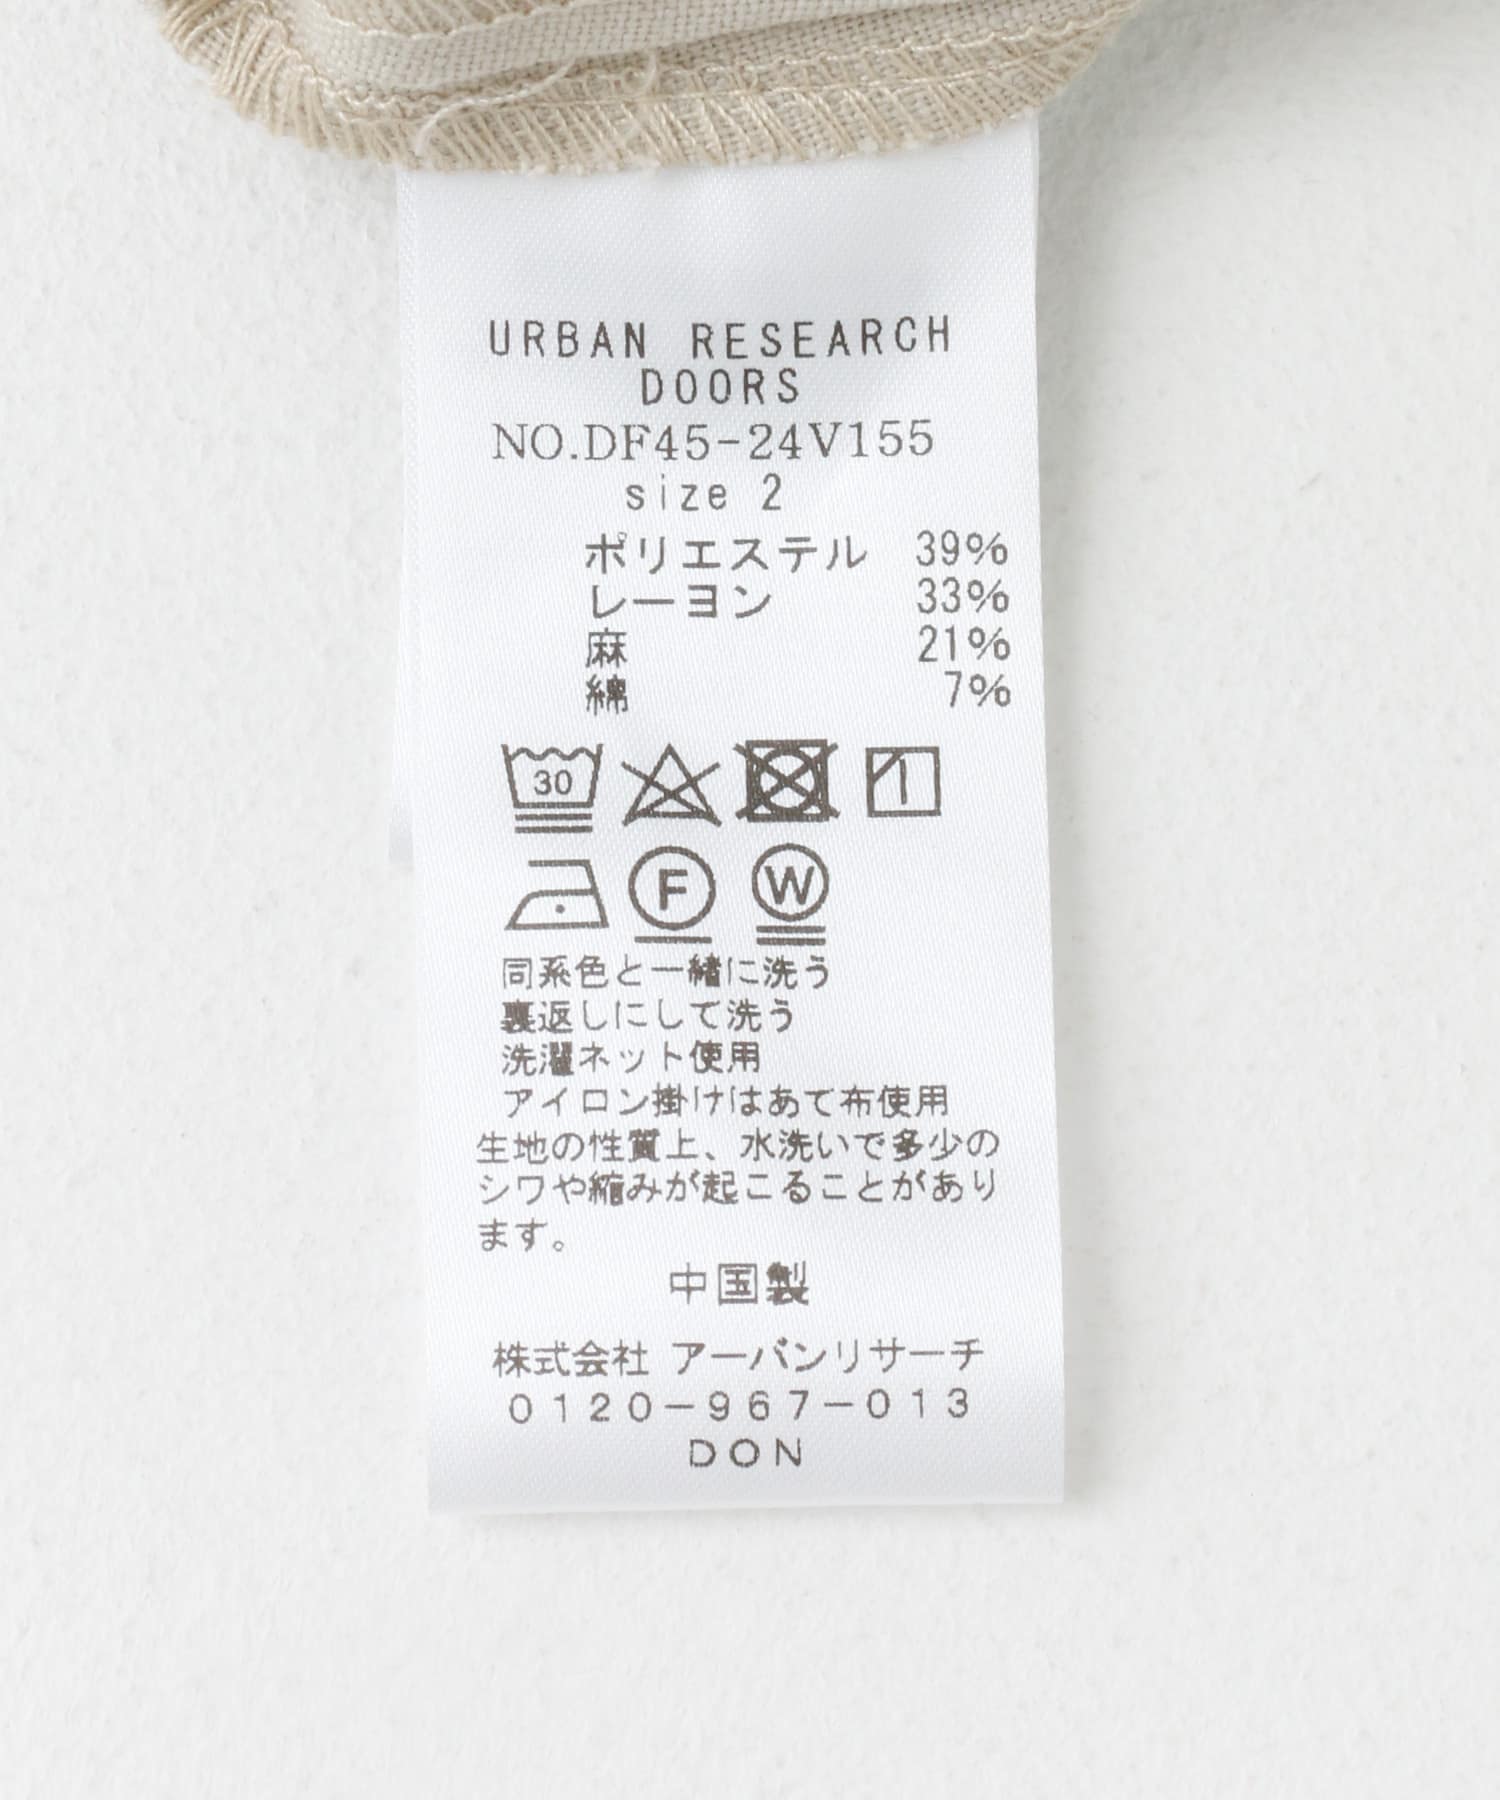 URBAN RESEARCH
DOORS
NO.DF45-24V155
size 2
ポリエステル 39%
レーヨン 33%
麻 21%
綿 7%
30
F W
同系色と一緒に洗う
裏返しにして洗う
洗濯ネット使用
アイロン掛けはあて布使用
生地の性質上、水洗いで多少の
シワや縮みが起こることがあり
ます。
中国製
株式会社 アーバンリサーチ
0120-967-013
DON